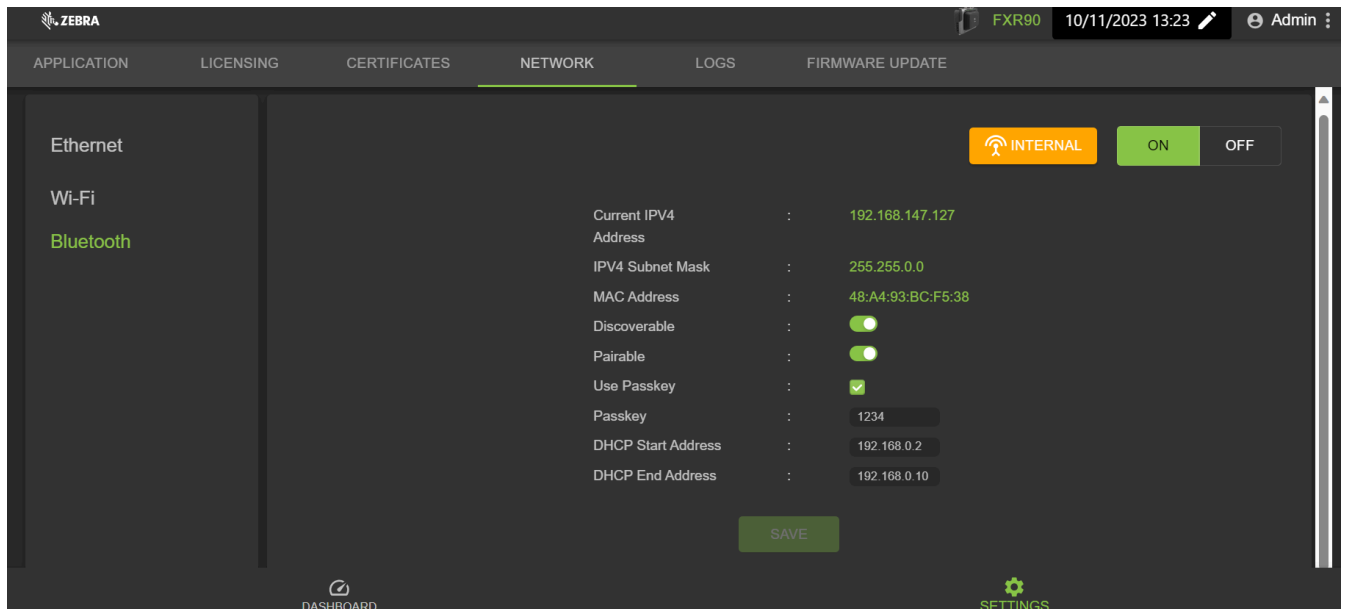 ZEBRA
FXR90
10/11/2023 13:23
Admin
APPLICATION
LICENSING
CERTIFICATES
NETWORK
LOGS
FIRMWARE UPDATE
Ethernet
Wi-Fi
Bluetooth
INTERNAL
ON
OFF
Current IPV4 : 192.168.147.127
Address
IPV4 Subnet Mask : 255.255.0.0
MAC Address : 48:A4:93:BC:F5:38
Discoverable :
Pairable :
Use Passkey :
Passkey : 1234
DHCP Start Address : 192.168.0.2
DHCP End Address : 192.168.0.10
SAVE
DASHBOARD
SETTINGS